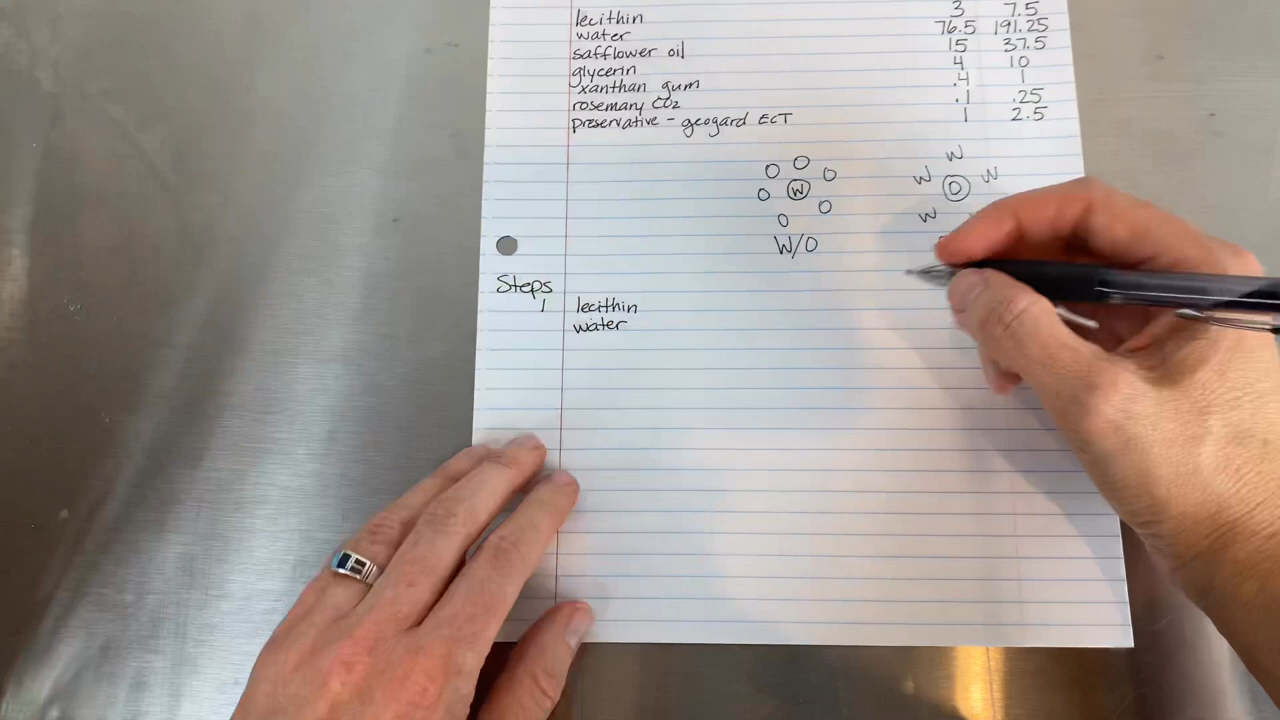 lecithin 3 7.5
water 76.5 191.25
safflower oil 15 37.5
glycerin 4 10
xanthan gum .4 1
rosemary CO2 .1 .25
preservative - geogard ECT 1 2.5
W
O O O W W
O W O
O O W
W/O
Steps
1 lecithin
water